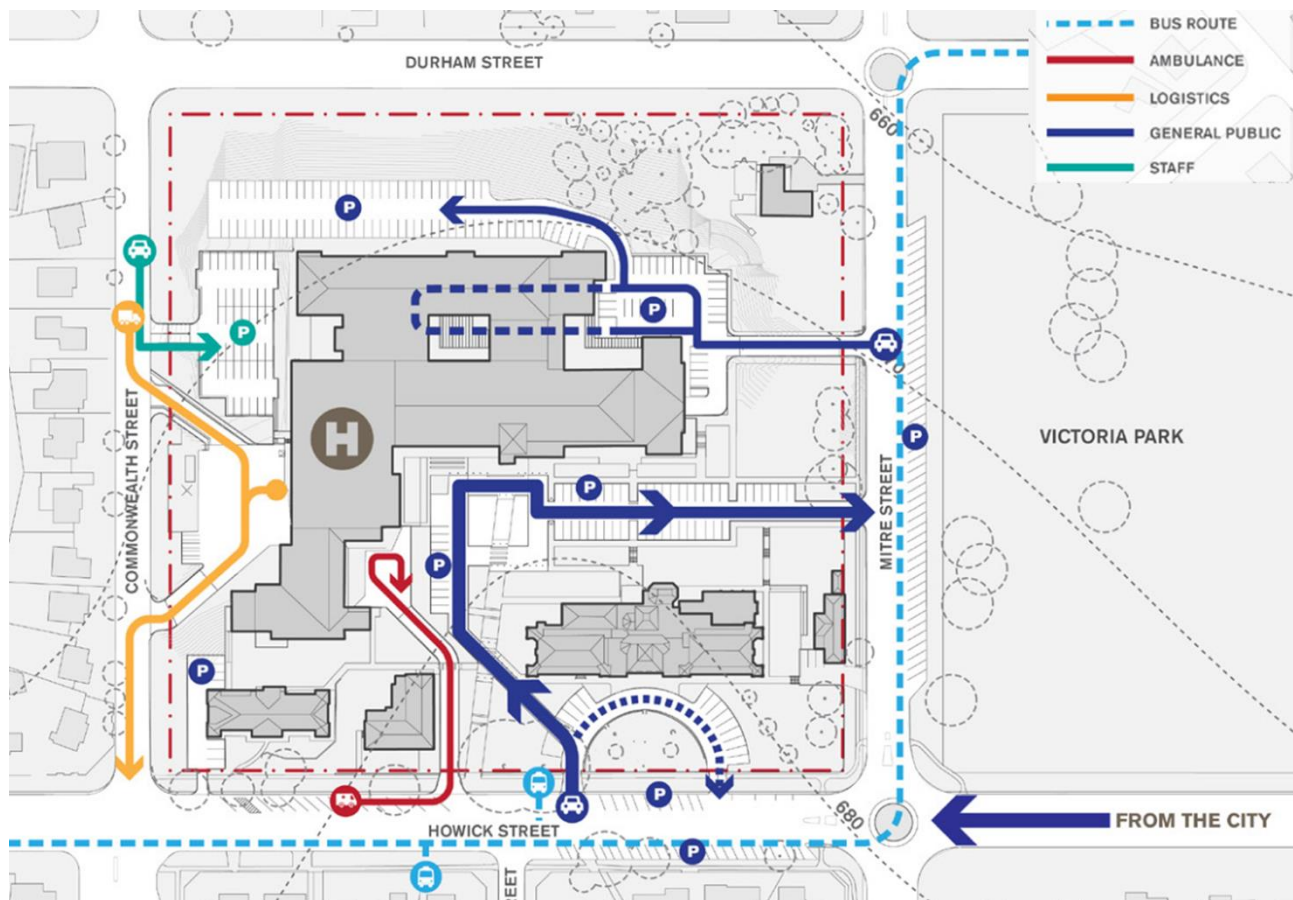 BUS ROUTE
DURHAM STREET
AMBULANCE
LOGISTICS
660
GENERAL PUBLIC
STAFF
P
P
P
COMMONWEALTH STREET
H
P
VICTORIA PARK
P
MITRE STREET
P
P
P
680
FROM THE CITY
HOWICK STREET
P
STREET